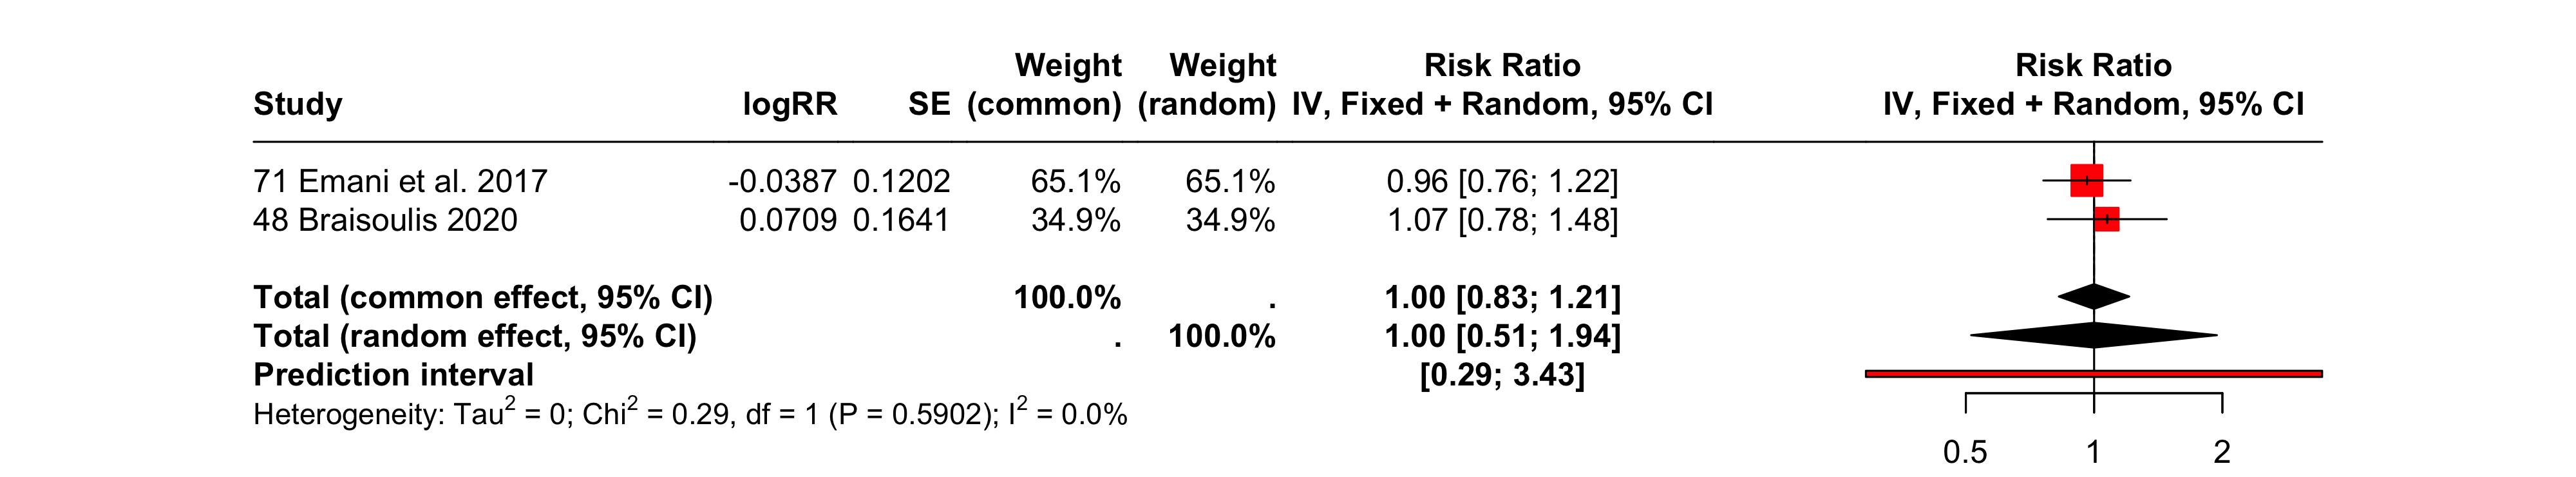 Weight Weight Risk Ratio Risk Ratio
Study logRR SE (common) (random) IV, Fixed + Random, 95% CI IV, Fixed + Random, 95% CI
71 Emani et al. 2017 -0.0387 0.1202 65.1% 65.1% 0.96 [0.76; 1.22]
48 Braisoulis 2020 0.0709 0.1641 34.9% 34.9% 1.07 [0.78; 1.48]
Total (common effect, 95% CI) 100.0% . 1.00 [0.83; 1.21]
Total (random effect, 95% CI) . 100.0% 1.00 [0.51; 1.94]
Prediction interval [0.29; 3.43]
Heterogeneity: Tau² = 0; Chi² = 0.29, df = 1 (P = 0.5902); I² = 0.0%
0.5 1 2